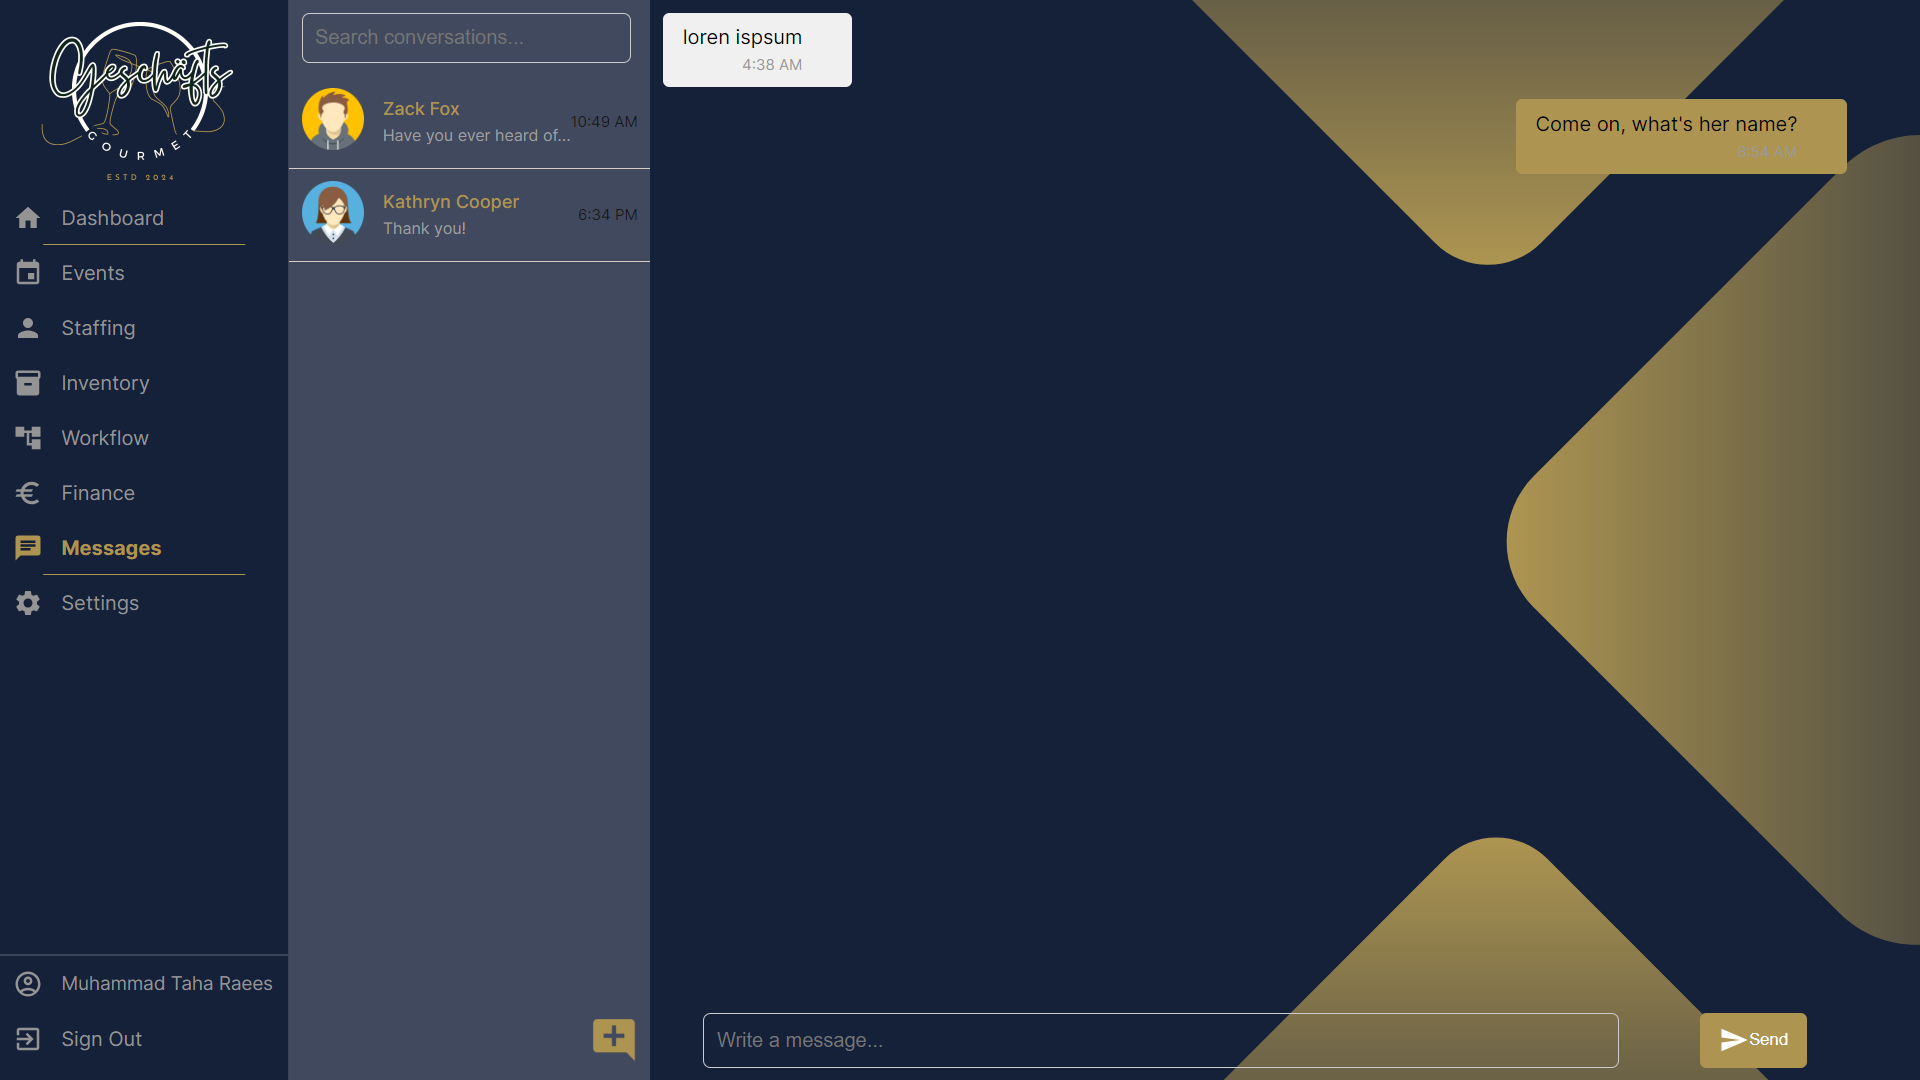 Geschäfts
GOURMET
ESTD 2024
Dashboard
Events
Staffing
Inventory
Workflow
Finance
Messages
Settings
Muhammad Taha Raees
Sign Out
Search conversations...
Zack Fox
10:49 AM
Have you ever heard of...
Kathryn Cooper
6:34 PM
Thank you!
loren ispsum
4:38 AM
Come on, what's her name?
8:54 AM
Write a message...
Send